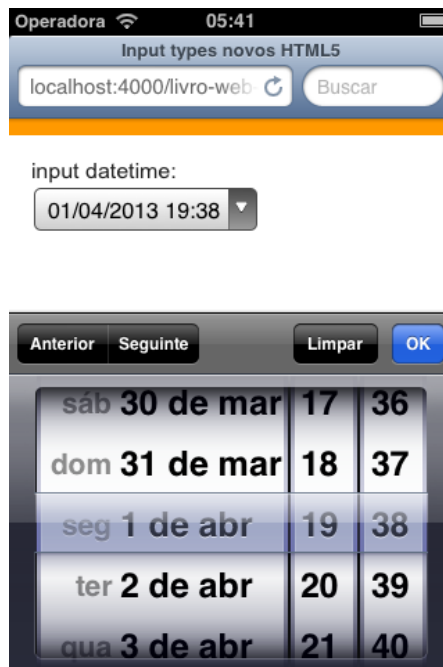 Operadora 05:41
Input types novos HTML5
localhost:4000/livro-web Buscar
input datetime:
01/04/2013 19:38
Anterior Seguinte Limpar OK
sáb 30 de mar 17 36
dom 31 de mar 18 37
seg 1 de abr 19 38
ter 2 de abr 20 39
qua 3 de abr 21 40